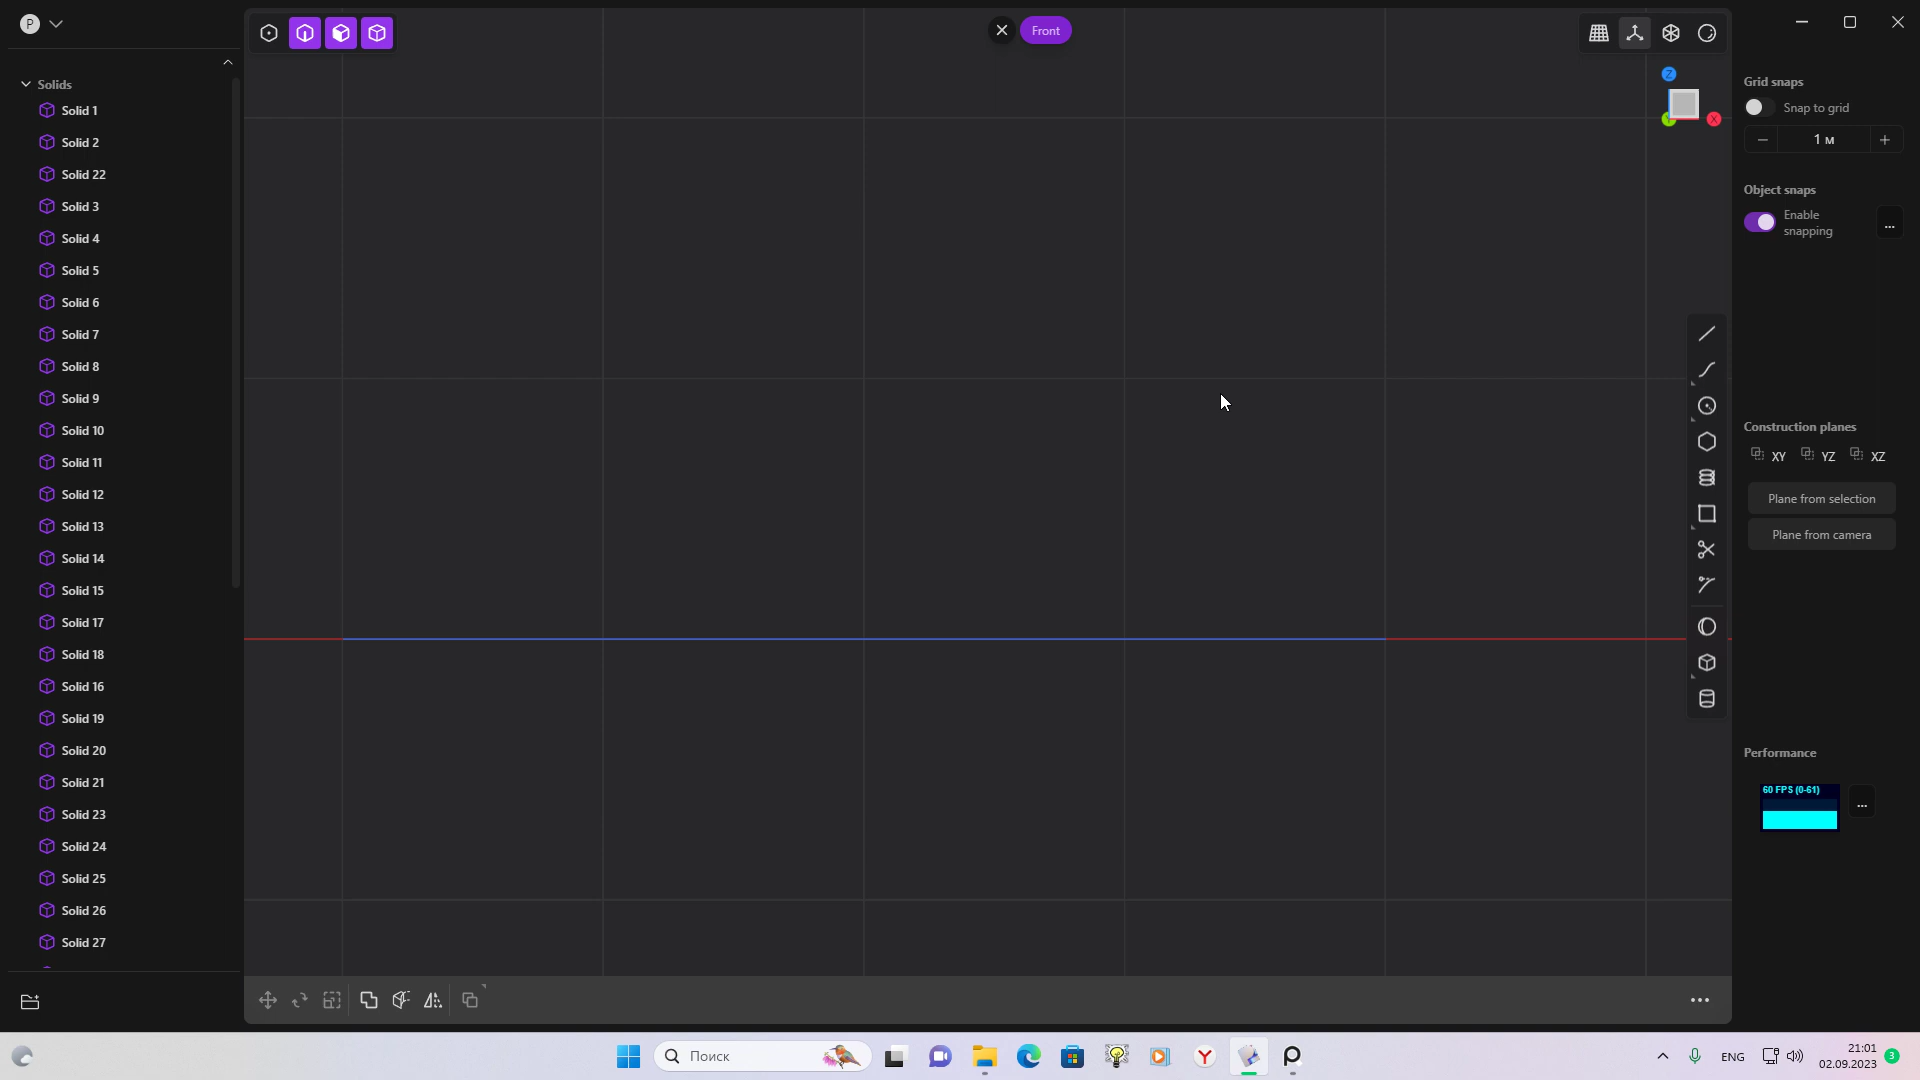 P
Front
Solids
Solid 1
Solid 2
Solid 22
Solid 3
Solid 4
Solid 5
Solid 6
Solid 7
Solid 8
Solid 9
Solid 10
Solid 11
Solid 12
Solid 13
Solid 14
Solid 15
Solid 17
Solid 18
Solid 16
Solid 19
Solid 20
Solid 21
Solid 23
Solid 24
Solid 25
Solid 26
Solid 27
Z
Y
X
Grid snaps
Snap to grid
1 м
Object snaps
Enable
snapping
...
Construction planes
XY YZ XZ
Plane from selection
Plane from camera
Performance
60 FPS (0-61)
...
Поиск
ENG
21:01
02.09.2023
3